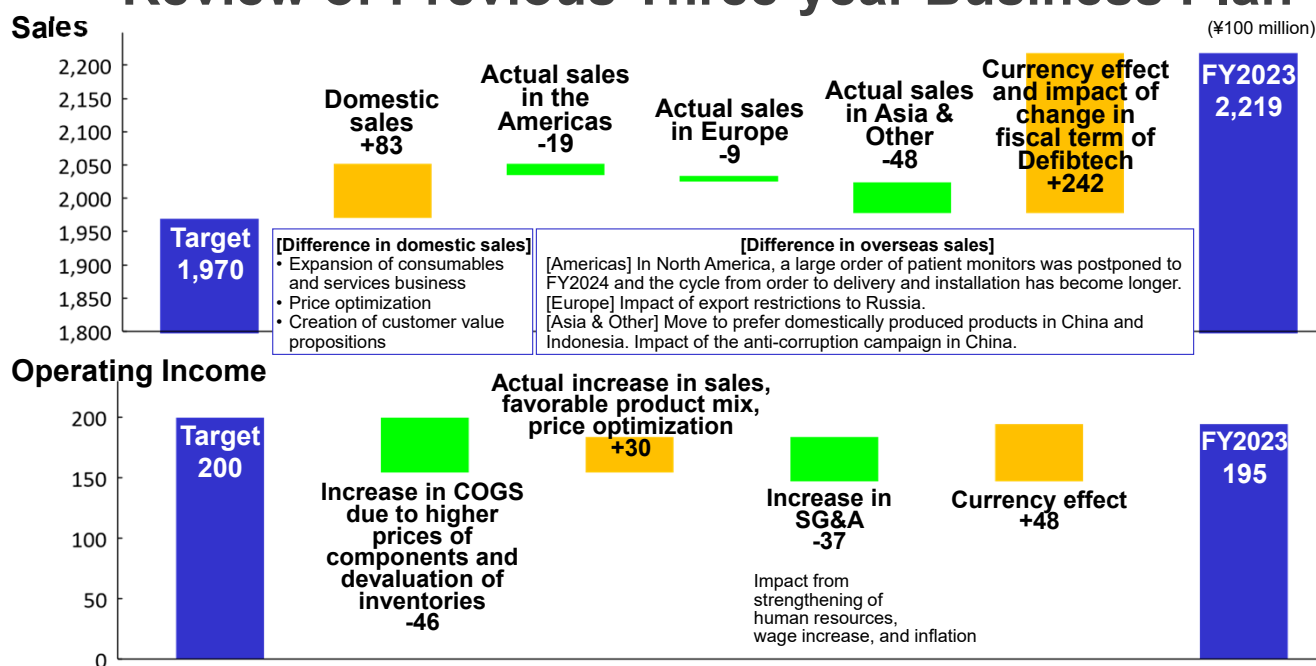 Review of Previous Three-year Business Plan
Sales
(¥100 million)
2,200
2,150
2,100
2,050
2,000
1,950
1,900
1,850
1,800
Target
1,970
Domestic
sales
+83
Actual sales
in the
Americas
-19
Actual sales
in Europe
-9
Actual sales
in Asia &
Other
-48
Currency effect
and impact of
change in
fiscal term of
Defibtech
+242
FY2023
2,219
[Difference in domestic sales]
• Expansion of consumables
and services business
• Price optimization
• Creation of customer value
propositions
[Difference in overseas sales]
[Americas] In North America, a large order of patient monitors was postponed to
FY2024 and the cycle from order to delivery and installation has become longer.
[Europe] Impact of export restrictions to Russia.
[Asia & Other] Move to prefer domestically produced products in China and
Indonesia. Impact of the anti-corruption campaign in China.
Operating Income
200
150
100
50
0
Target
200
Increase in COGS
due to higher
prices of
components and
devaluation of
inventories
-46
Actual increase in sales,
favorable product mix,
price optimization
+30
Increase in
SG&A
-37
Impact from
strengthening of
human resources,
wage increase, and inflation
Currency effect
+48
FY2023
195